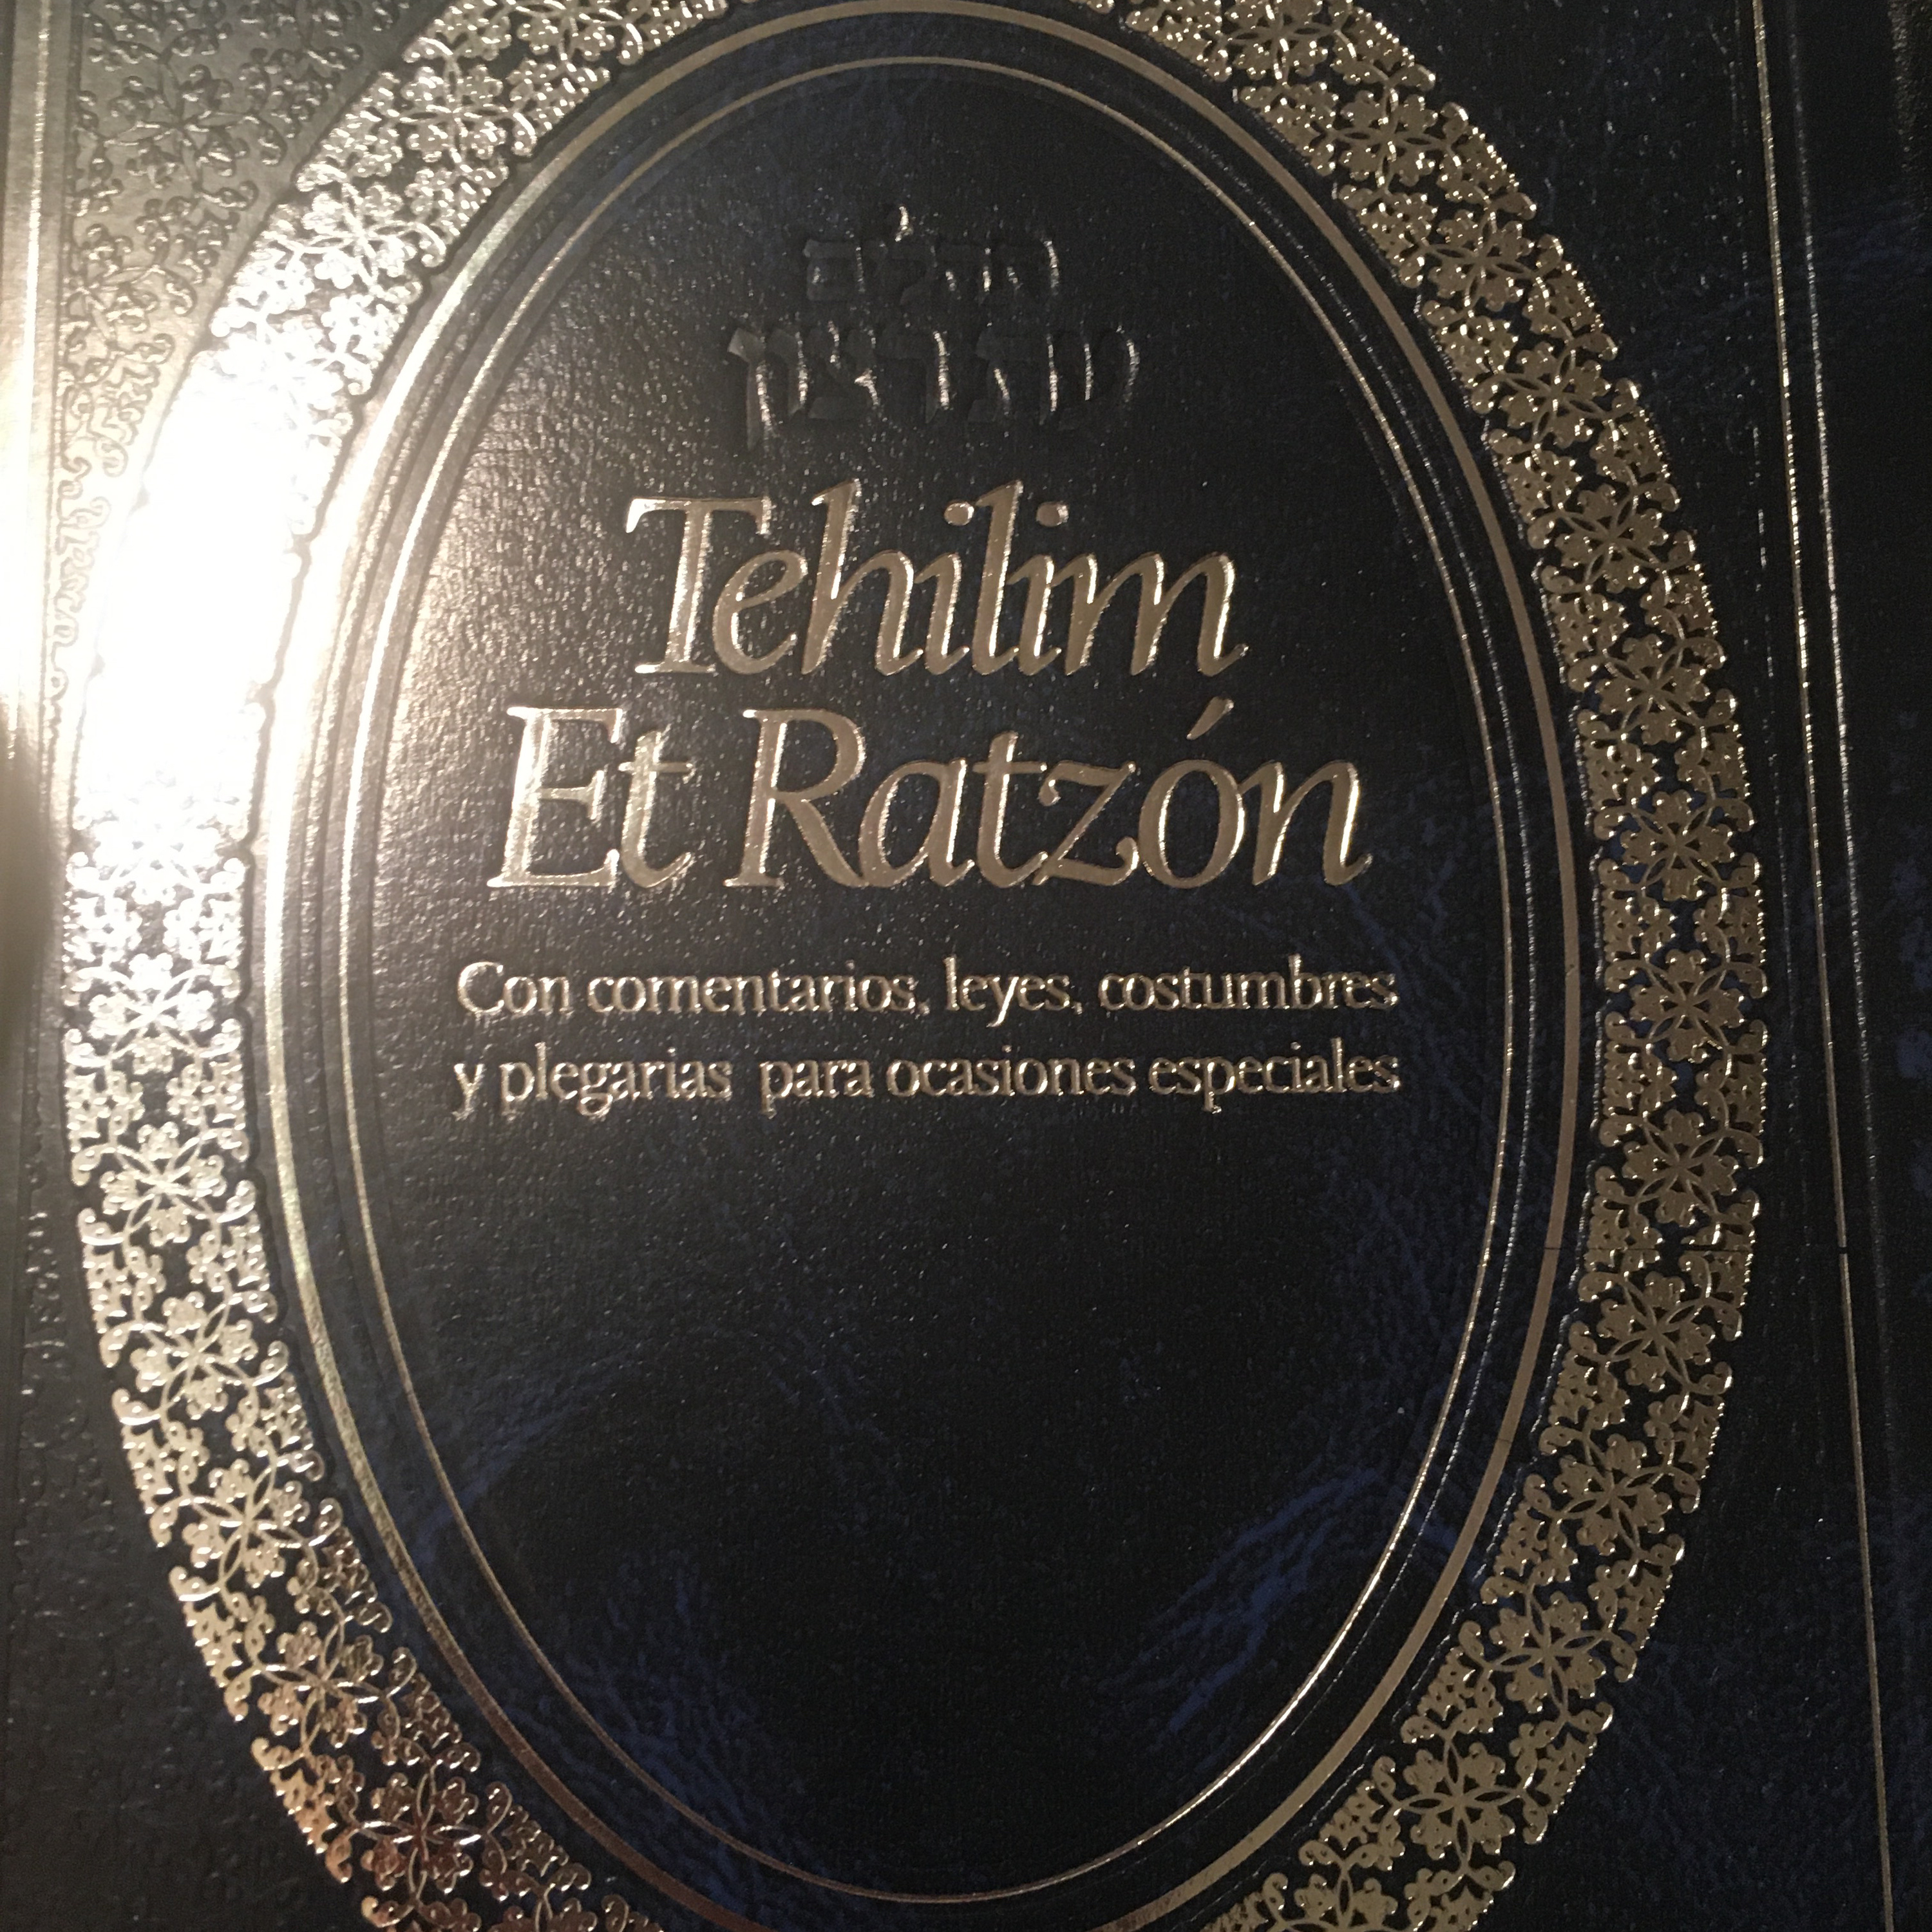 תהלים
עת רצון
Tehilim
Et Ratzón
Con comentarios, leyes, costumbres
y plegarias para ocasiones especiales